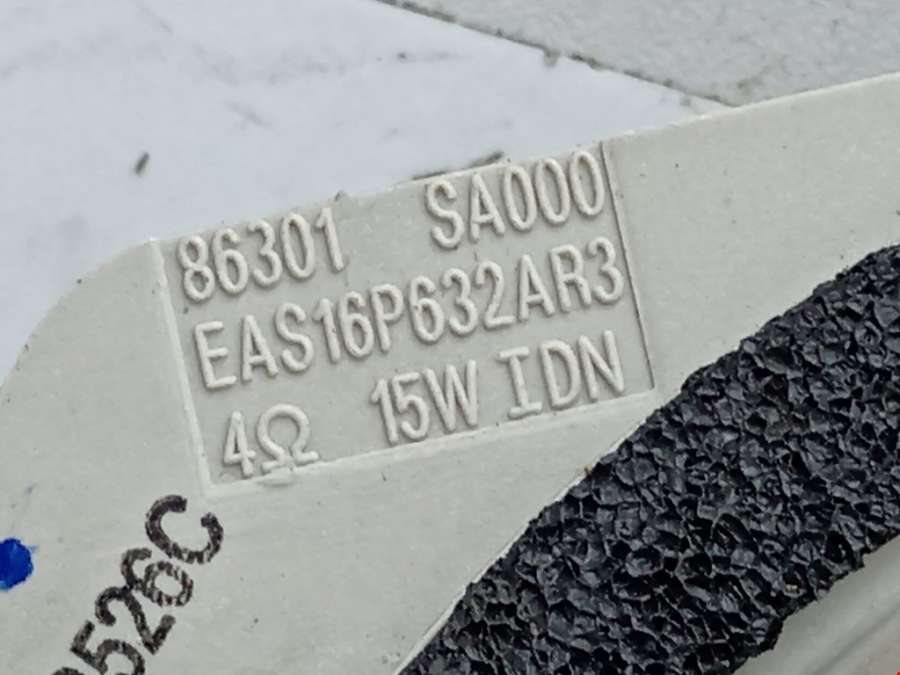 86301 SA000
EAS16P632AR3
4Ω 15W IDN
526C